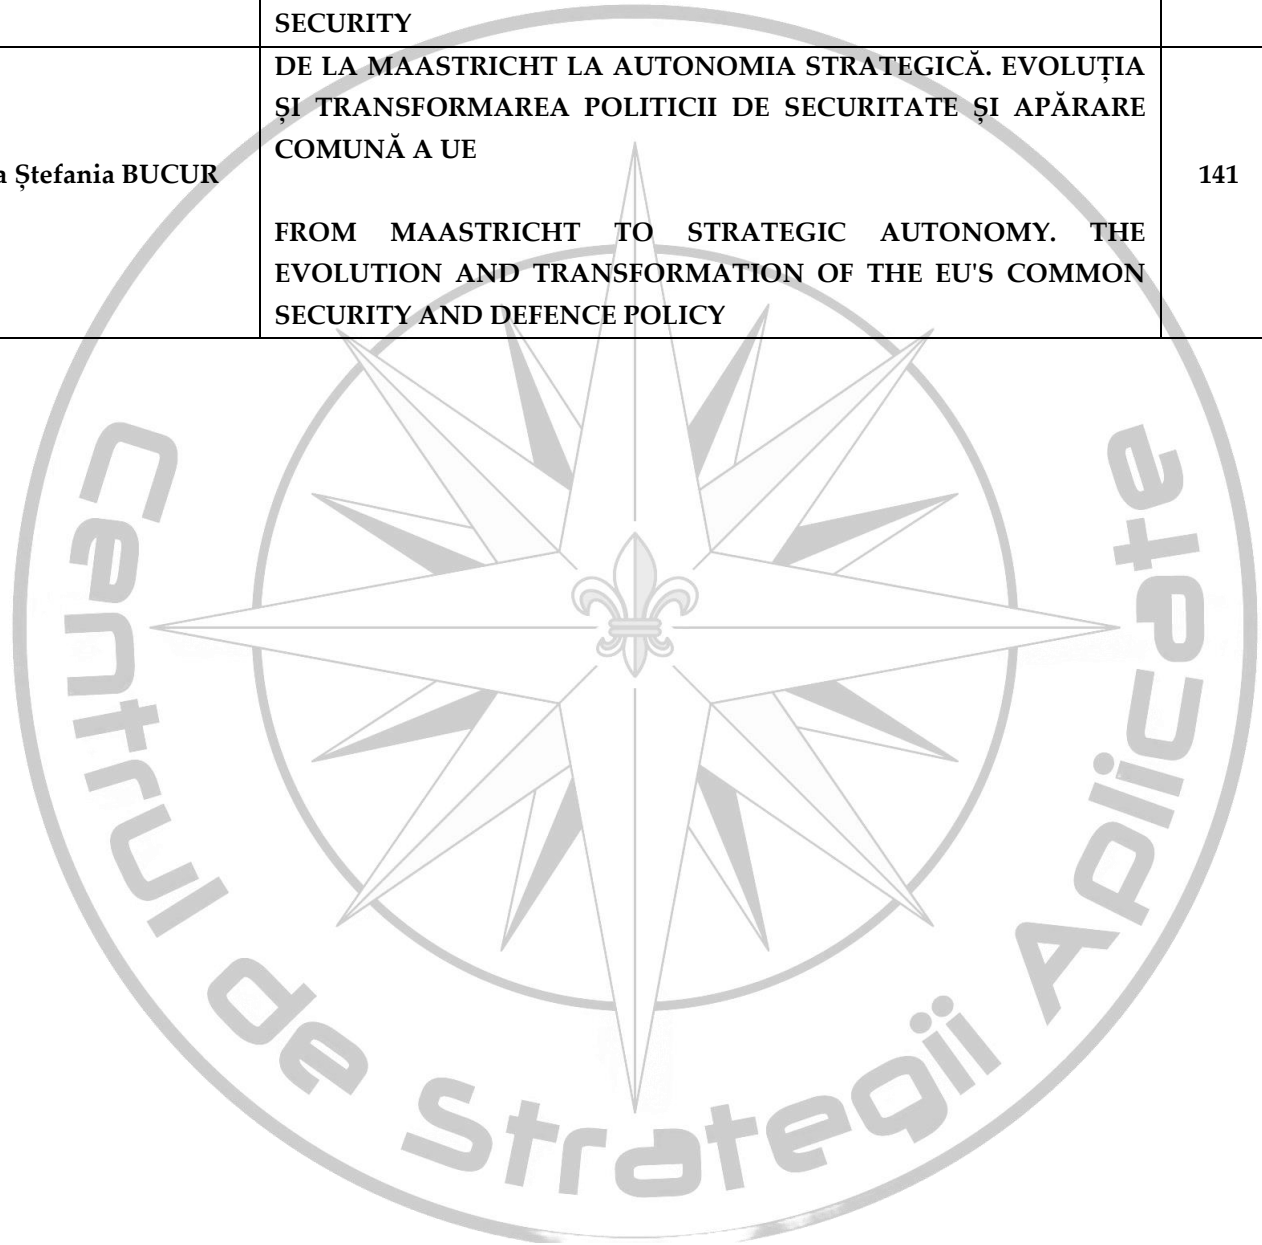 SECURITY
DE LA MAASTRICHT LA AUTONOMIA STRATEGICĂ. EVOLUȚIA
ȘI TRANSFORMAREA POLITICII DE SECURITATE ȘI APĂRARE
COMUNĂ A UE
a Ștefania BUCUR
141
FROM MAASTRICHT TO STRATEGIC AUTONOMY. THE
EVOLUTION AND TRANSFORMATION OF THE EU'S COMMON
SECURITY AND DEFENCE POLICY
Centrul de Strategii Aplicate